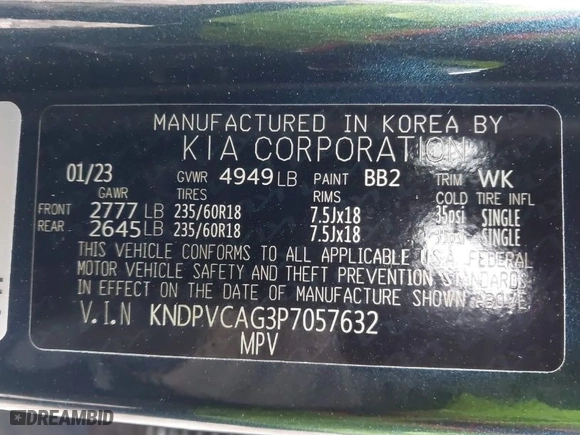 MANUFACTURED IN KOREA BY
KIA CORPORATION
01/23 GVWR 4949 LB PAINT BB2 TRIM WK
GAWR TIRES RIMS COLD TIRE INFL
FRONT 2777 LB 235/60R18 7.5Jx18 35psi SINGLE
REAR 2645 LB 235/60R18 7.5Jx18 35psi SINGLE
THIS VEHICLE CONFORMS TO ALL APPLICABLE U.S.A. FEDERAL
MOTOR VEHICLE SAFETY AND THEFT PREVENTION STANDARDS
IN EFFECT ON THE DATE OF MANUFACTURE SHOWN ABOVE.
V.I.N KNDPVCAG3P7057632
MPV
DREAMBID